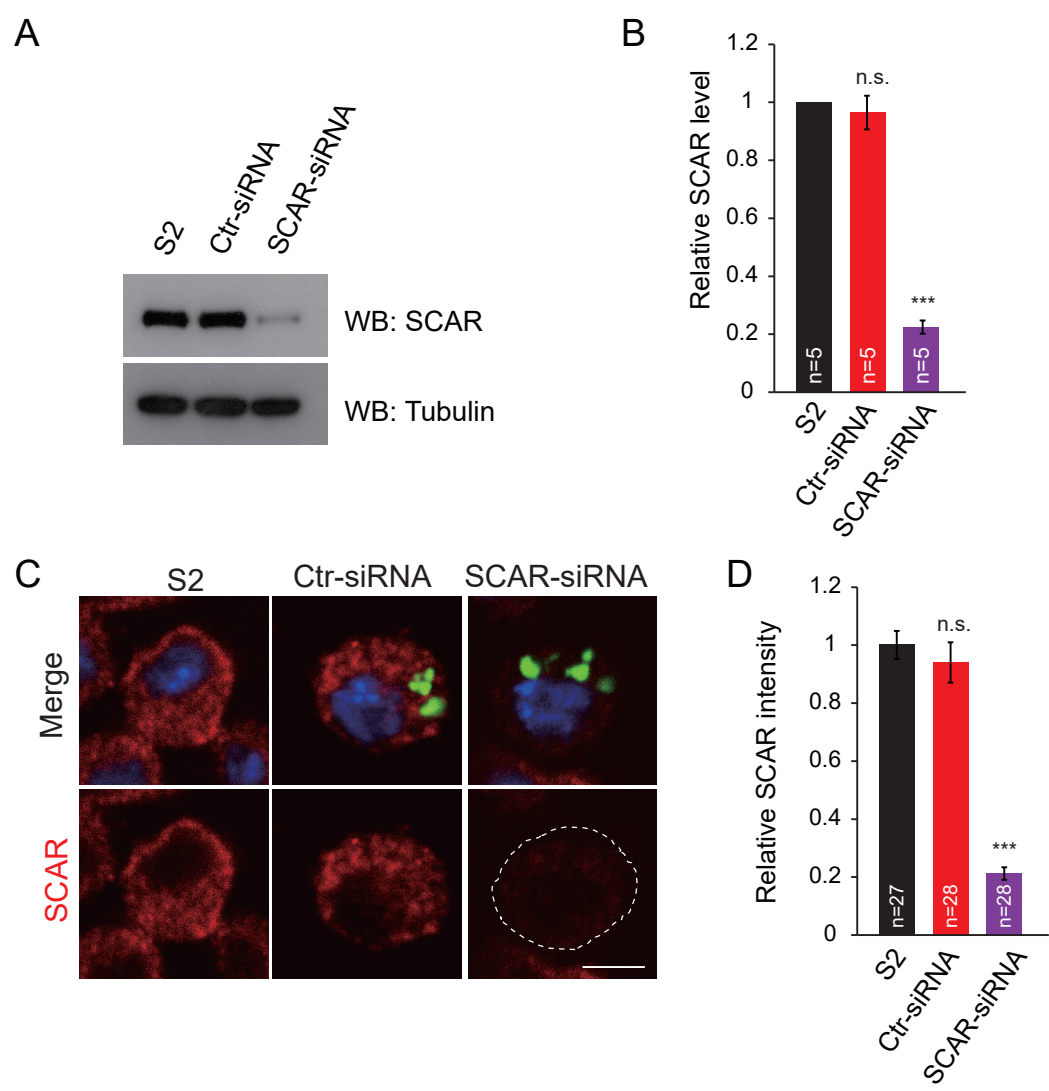 A
S2
Ctr-siRNA
SCAR-siRNA
WB: SCAR
WB: Tubulin
B
Relative SCAR level
1.2
1
0.8
0.6
0.4
0.2
0
n.s.
***
n=5
n=5
n=5
S2
Ctr-siRNA
SCAR-siRNA
C
S2
Ctr-siRNA
SCAR-siRNA
Merge
SCAR
D
Relative SCAR intensity
1.2
1
0.8
0.6
0.4
0.2
0
n.s.
***
n=27
n=28
n=28
S2
Ctr-siRNA
SCAR-siRNA